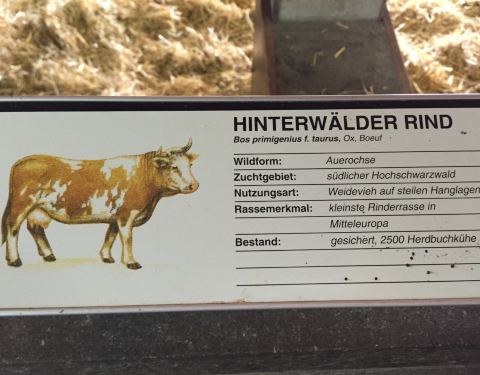 HINTERWÄLDER RIND
Bos primigenius f. taurus, Ox, Boeuf
Wildform: Auerochse
Zuchtgebiet: südlicher Hochschwarzwald
Nutzungsart: Weidevieh auf steilen Hanglagen
Rassemerkmal: kleinste Rinderrasse in
Mitteleuropa
Bestand: gesichert, 2500 Herdbuchkühe